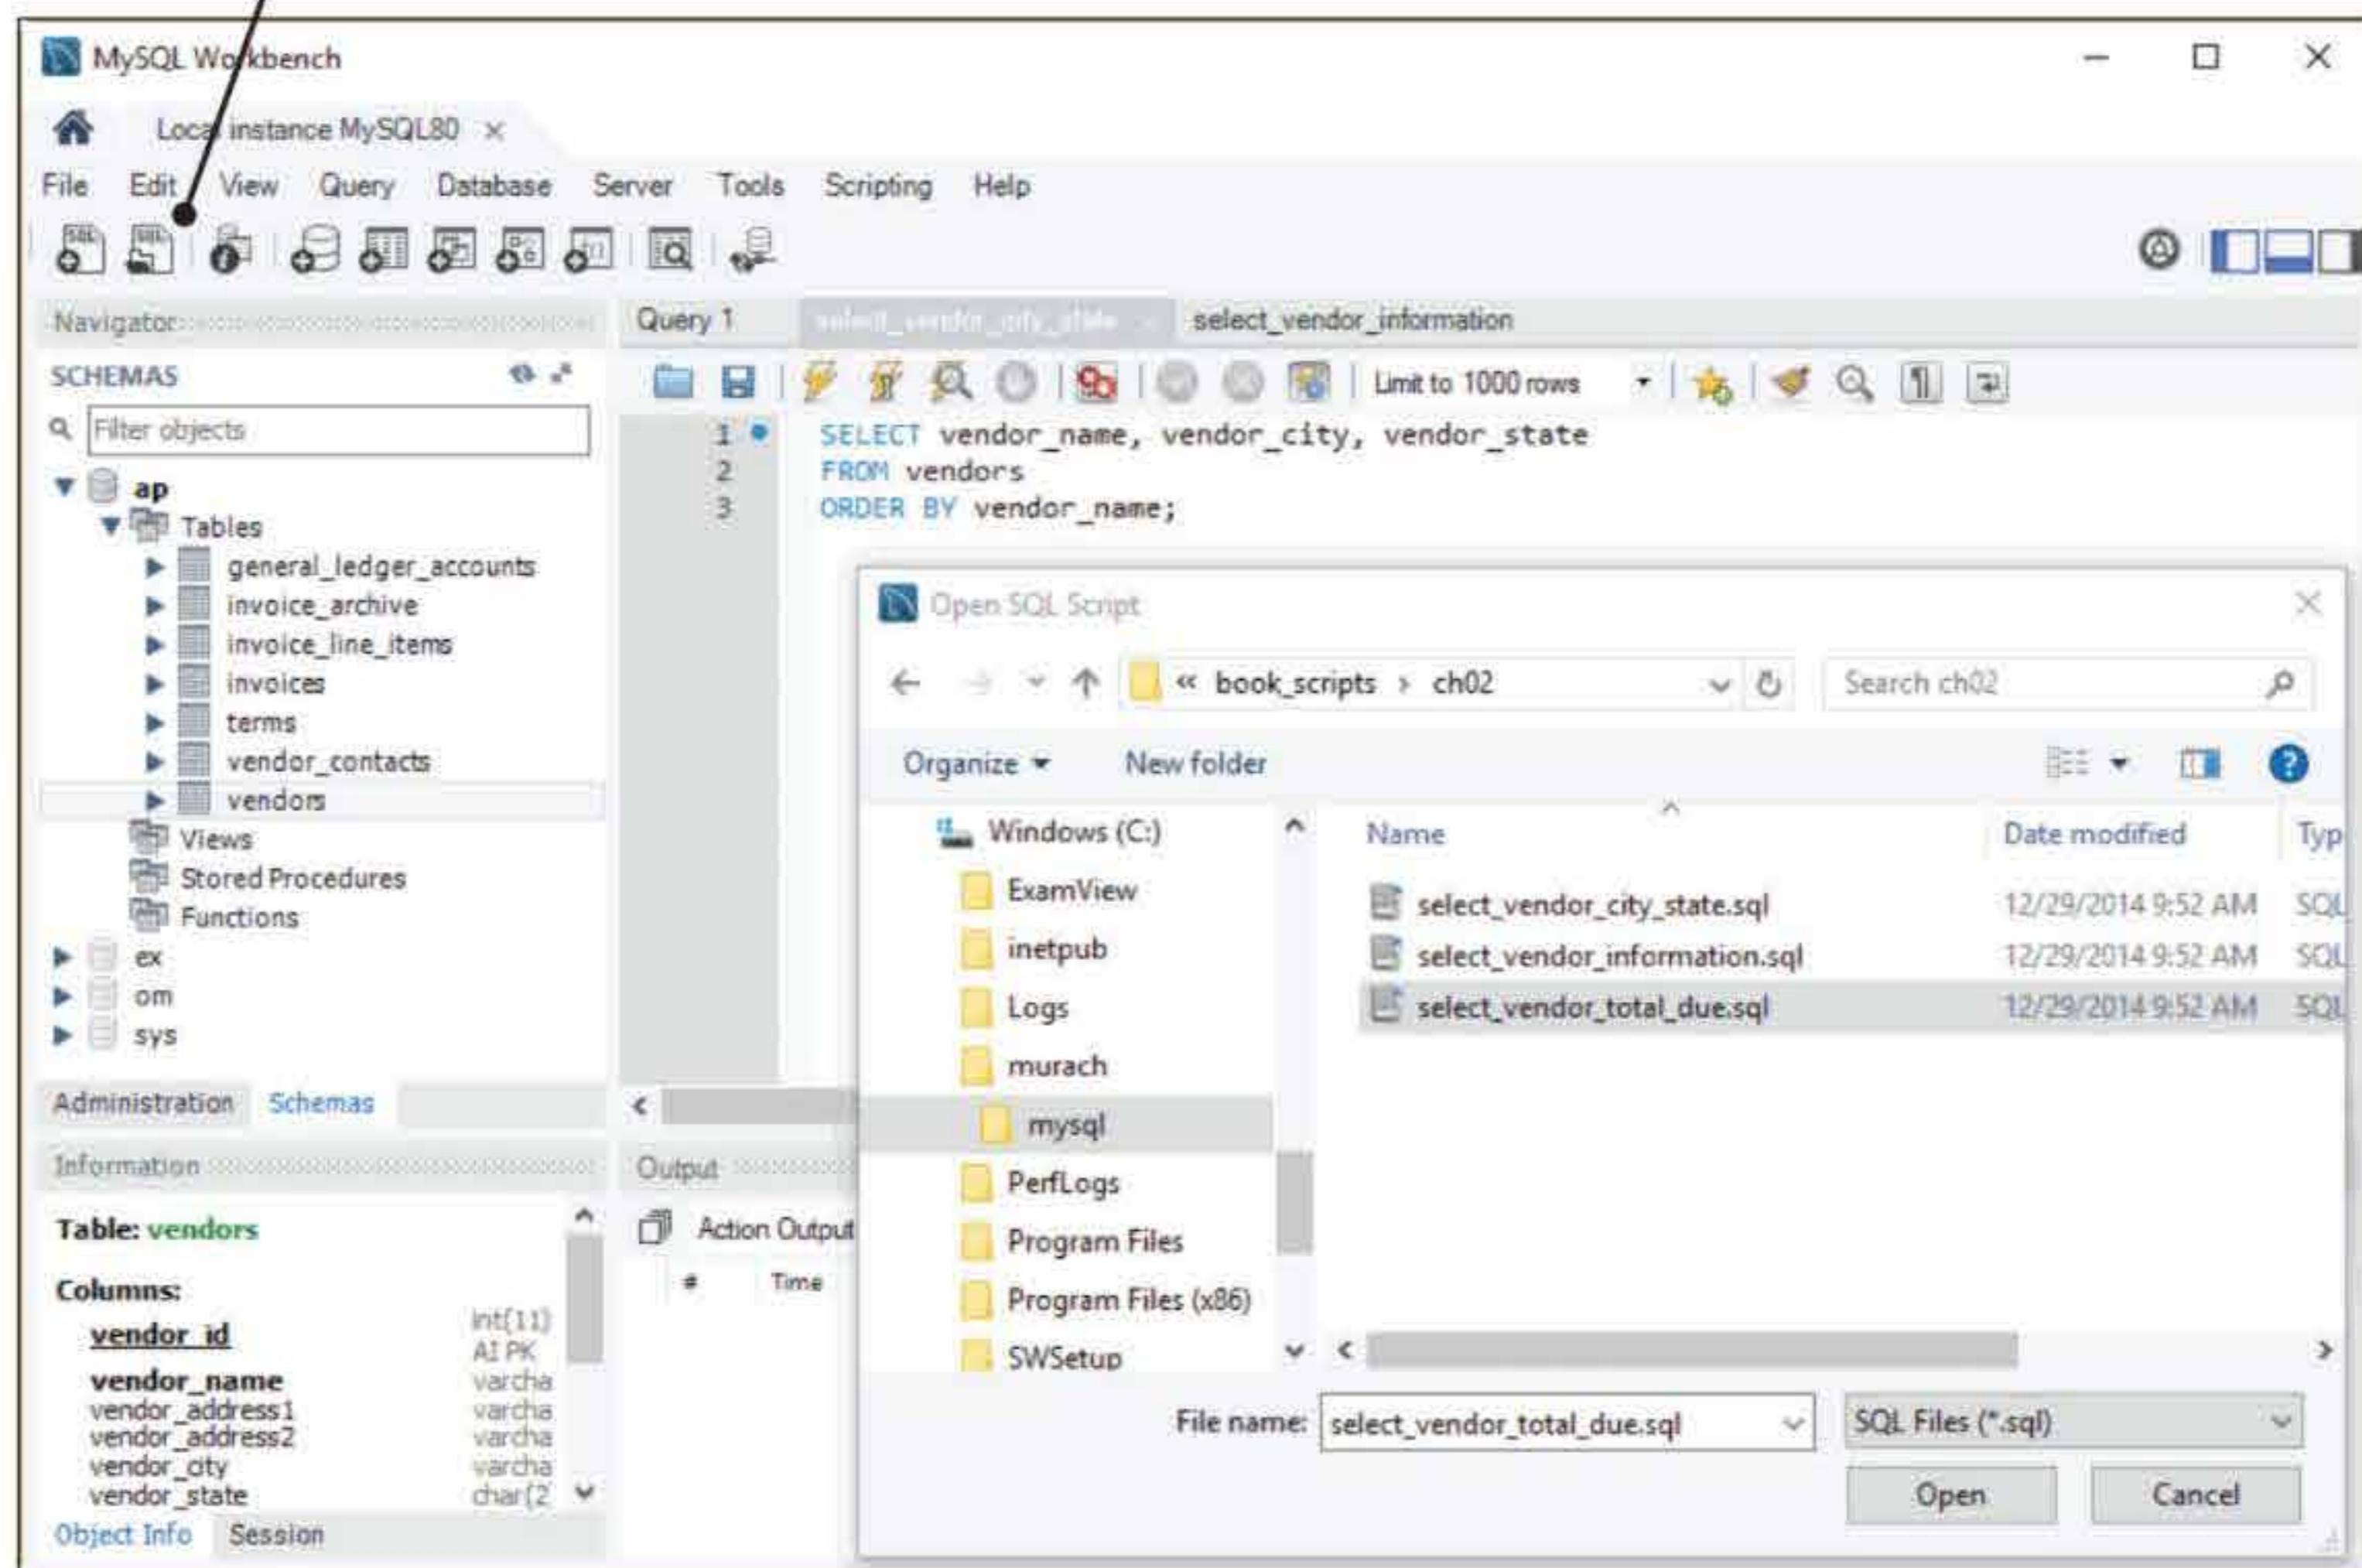 MySQL Workbench
Local instance MySQL80
File Edit View Query Database Server Tools Scripting Help
Navigator
SCHEMAS
Filter objects
ap
Tables
general_ledger_accounts
invoice_archive
invoice_line_items
invoices
terms
vendor_contacts
vendors
Views
Stored Procedures
Functions
ex
om
sys
Administration Schemas
Information
Table: vendors
Columns:
vendor_id int(11)
AI PK
vendor_name varcha
vendor_address1 varcha
vendor_address2 varcha
vendor_city varcha
vendor_state char(2
Object Info Session
Query 1 select_vendor_city_state select_vendor_information
Limit to 1000 rows
1 SELECT vendor_name, vendor_city, vendor_state
2 FROM vendors
3 ORDER BY vendor_name;
Output
Action Output
# Time
Open SQL Script
« book_scripts › ch02
Search ch02
Organize New folder
Windows (C:)
ExamView
inetpub
Logs
murach
mysql
PerfLogs
Program Files
Program Files (x86)
SWSetup
Name Date modified Typ
select_vendor_city_state.sql 12/29/2014 9:52 AM SQL
select_vendor_information.sql 12/29/2014 9:52 AM SQL
select_vendor_total_due.sql 12/29/2014 9:52 AM SQL
File name: select_vendor_total_due.sql SQL Files (*.sql)
Open Cancel